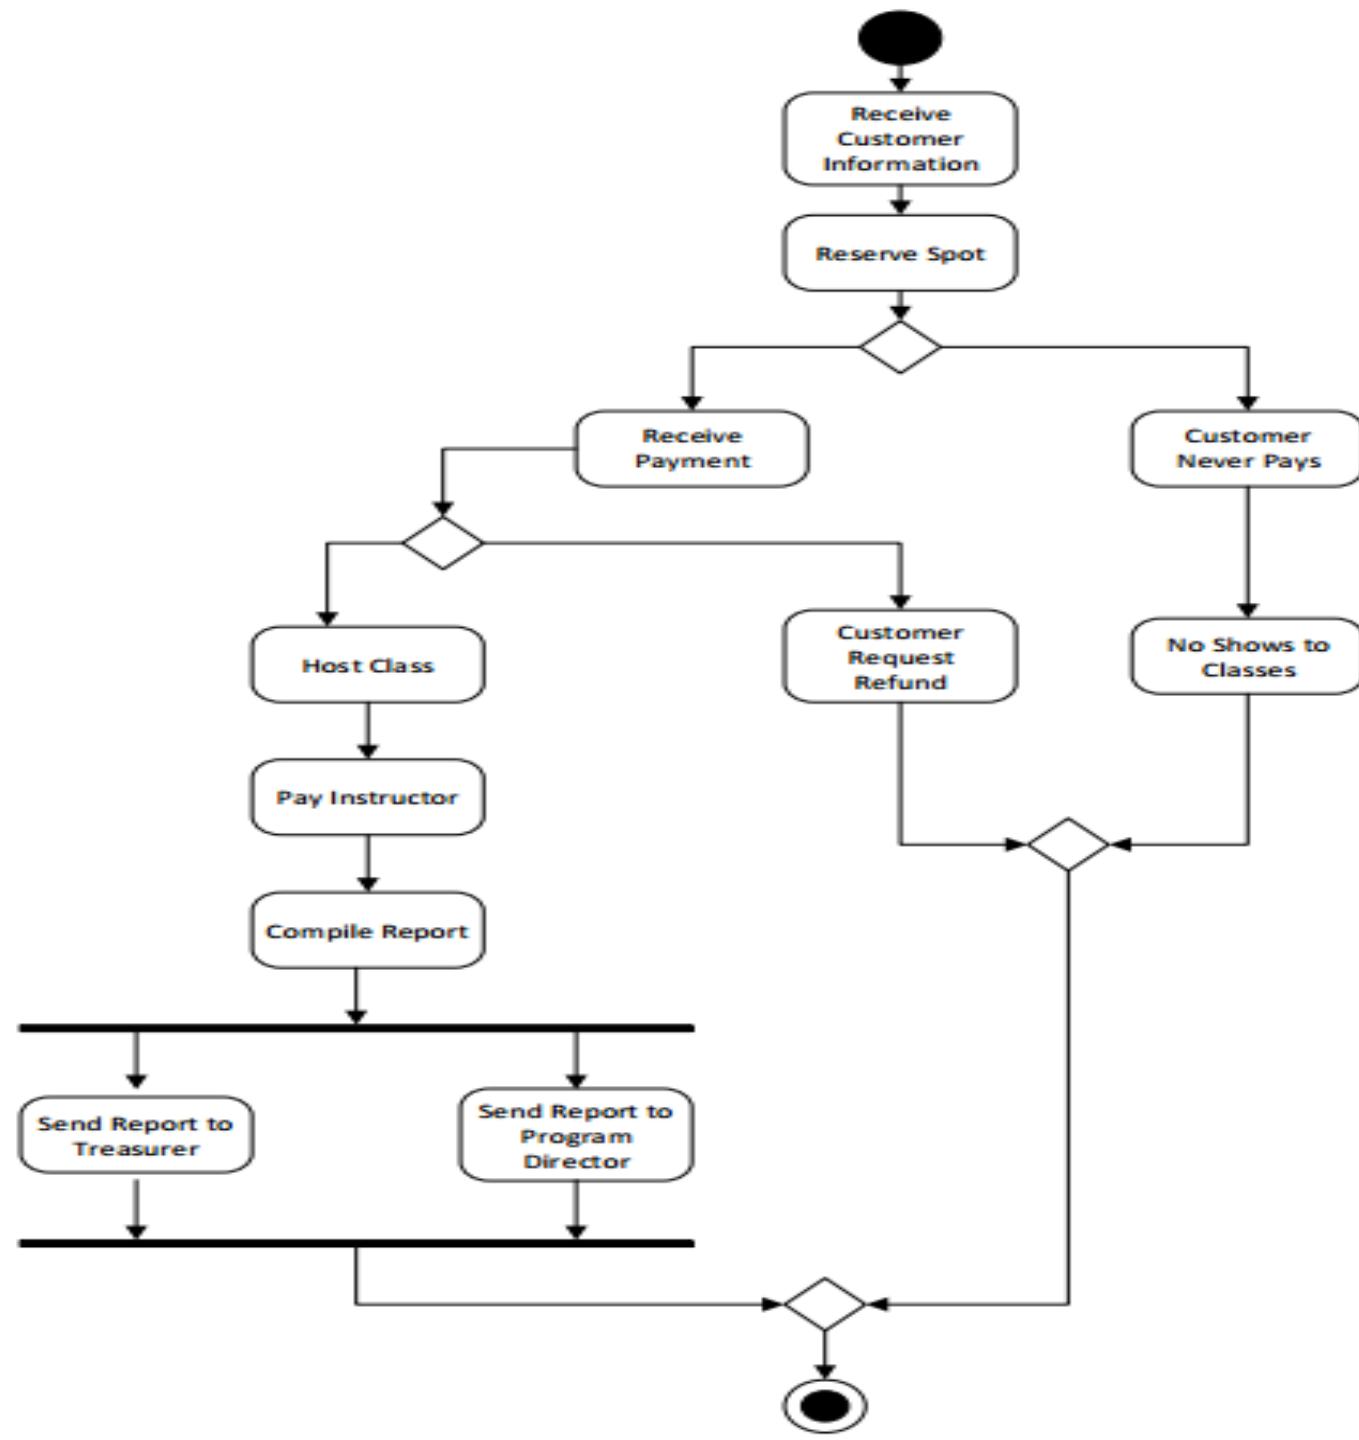 Receive
Customer
Information
Reserve Spot
Receive
Payment
Customer
Never Pays
Host Class
Customer
Request
Refund
No Shows to
Classes
Pay Instructor
Compile Report
Send Report to
Treasurer
Send Report to
Program
Director